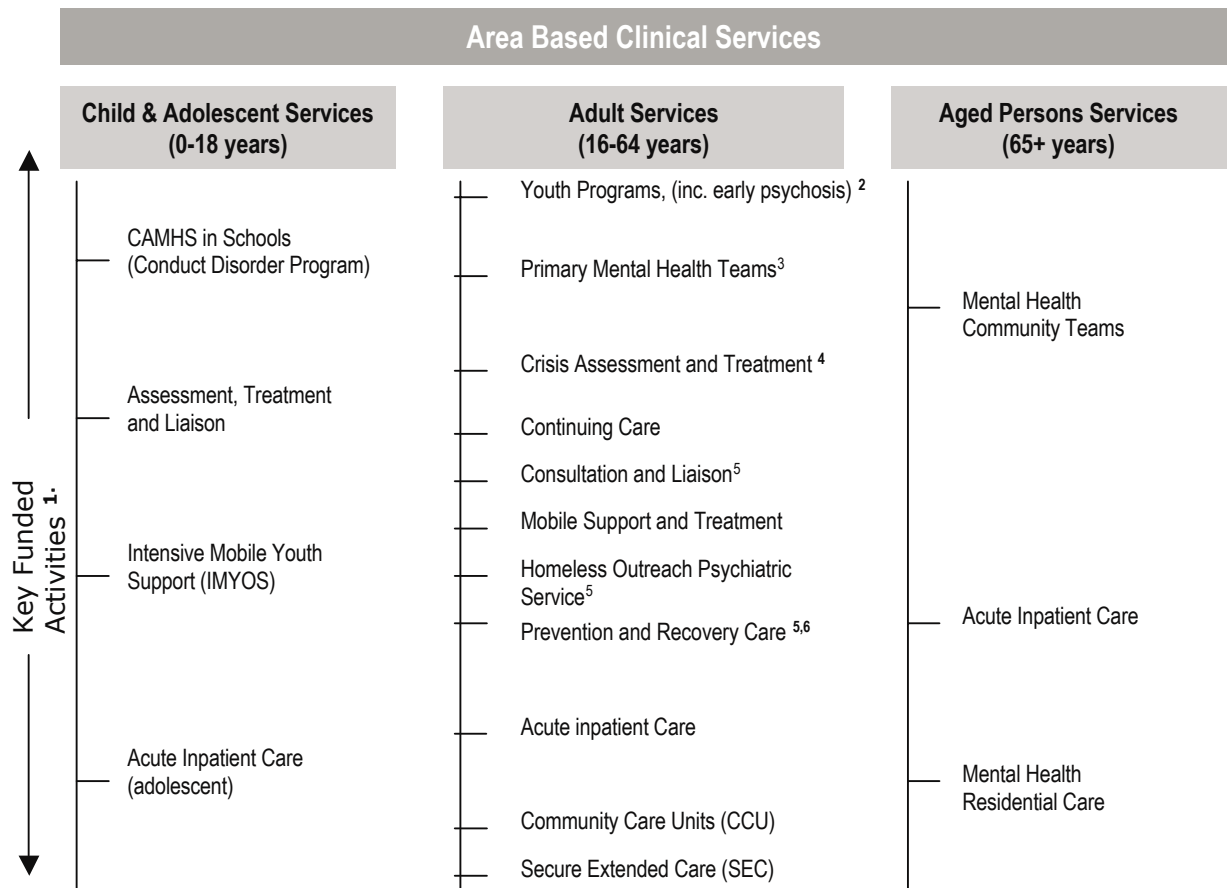 Area Based Clinical Services
Child & Adolescent Services
(0-18 years)
Adult Services
(16-64 years)
Aged Persons Services
(65+ years)
Key Funded
Activities 1.
CAMHS in Schools
(Conduct Disorder Program)
Assessment, Treatment
and Liaison
Intensive Mobile Youth
Support (IMYOS)
Acute Inpatient Care
(adolescent)
Youth Programs, (inc. early psychosis) 2
Primary Mental Health Teams3
Crisis Assessment and Treatment 4
Continuing Care
Consultation and Liaison5
Mobile Support and Treatment
Homeless Outreach Psychiatric
Service5
Prevention and Recovery Care 5,6
Acute inpatient Care
Community Care Units (CCU)
Secure Extended Care (SEC)
Mental Health
Community Teams
Acute Inpatient Care
Mental Health
Residential Care